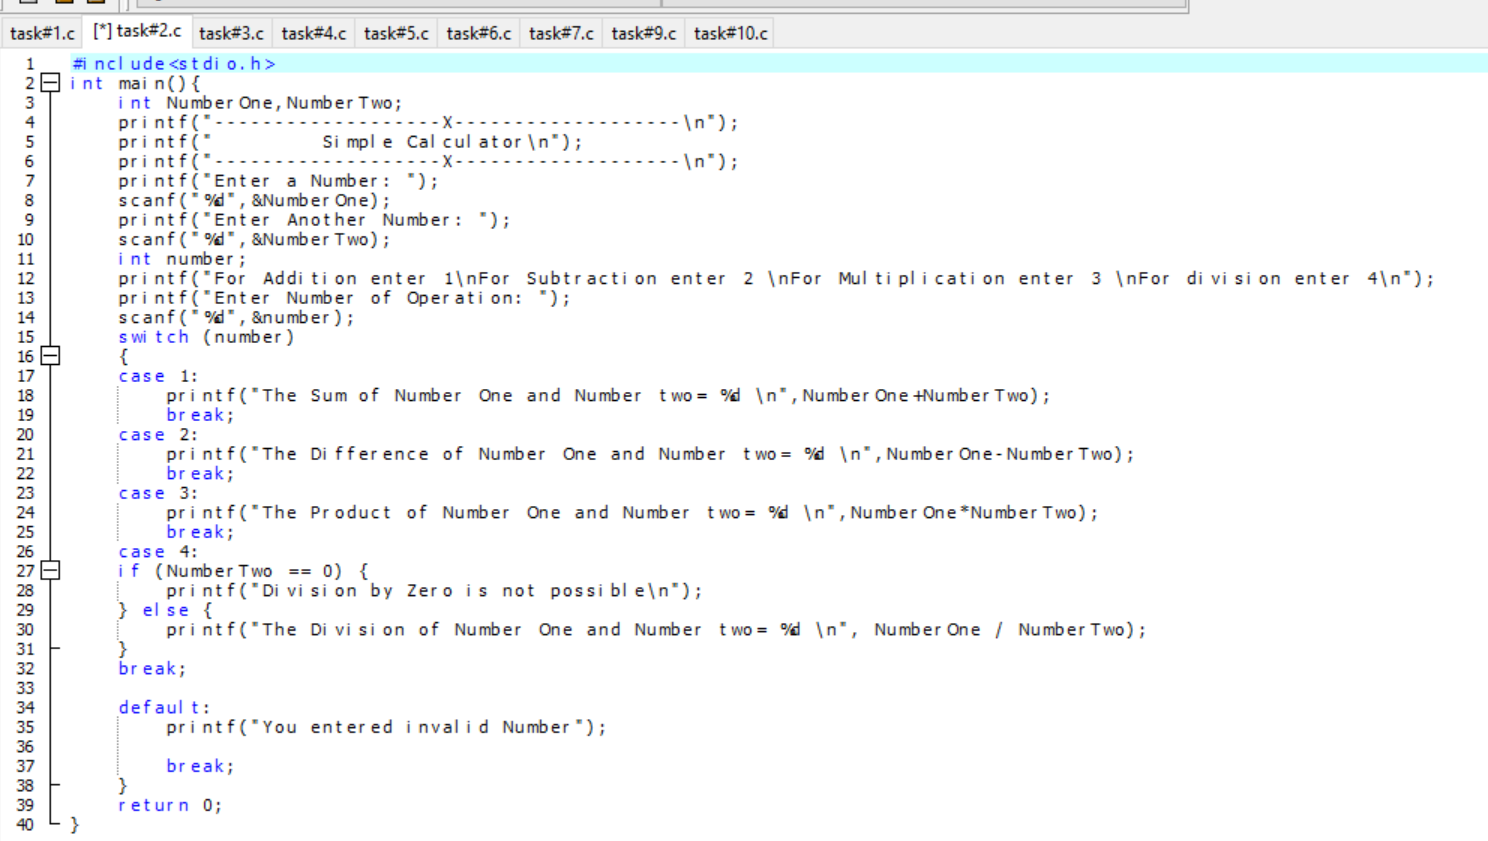 task#1.c [*] task#2.c task#3.c task#4.c task#5.c task#6.c task#7.c task#9.c task#10.c
1 #include<stdio.h>
2 int main(){
3 int NumberOne,NumberTwo;
4 printf("-------------------X-------------------\n");
5 printf("         Simple Calculator\n");
6 printf("-------------------X-------------------\n");
7 printf("Enter a Number: ");
8 scanf("%d",&NumberOne);
9 printf("Enter Another Number: ");
10 scanf("%d",&NumberTwo);
11 int number;
12 printf("For Addition enter 1\nFor Subtraction enter 2 \nFor Multiplication enter 3 \nFor division enter 4\n");
13 printf("Enter Number of Operation: ");
14 scanf("%d",&number);
15 switch (number)
16 {
17 case 1:
18 printf("The Sum of Number One and Number two= %d \n",NumberOne+NumberTwo);
19 break;
20 case 2:
21 printf("The Difference of Number One and Number two= %d \n",NumberOne-NumberTwo);
22 break;
23 case 3:
24 printf("The Product of Number One and Number two= %d \n",NumberOne*NumberTwo);
25 break;
26 case 4:
27 if (NumberTwo == 0) {
28 printf("Division by Zero is not possible\n");
29 } else {
30 printf("The Division of Number One and Number two= %d \n", NumberOne / NumberTwo);
31 }
32 break;
33
34 default:
35 printf("You entered invalid Number");
36
37 break;
38 }
39 return 0;
40 }